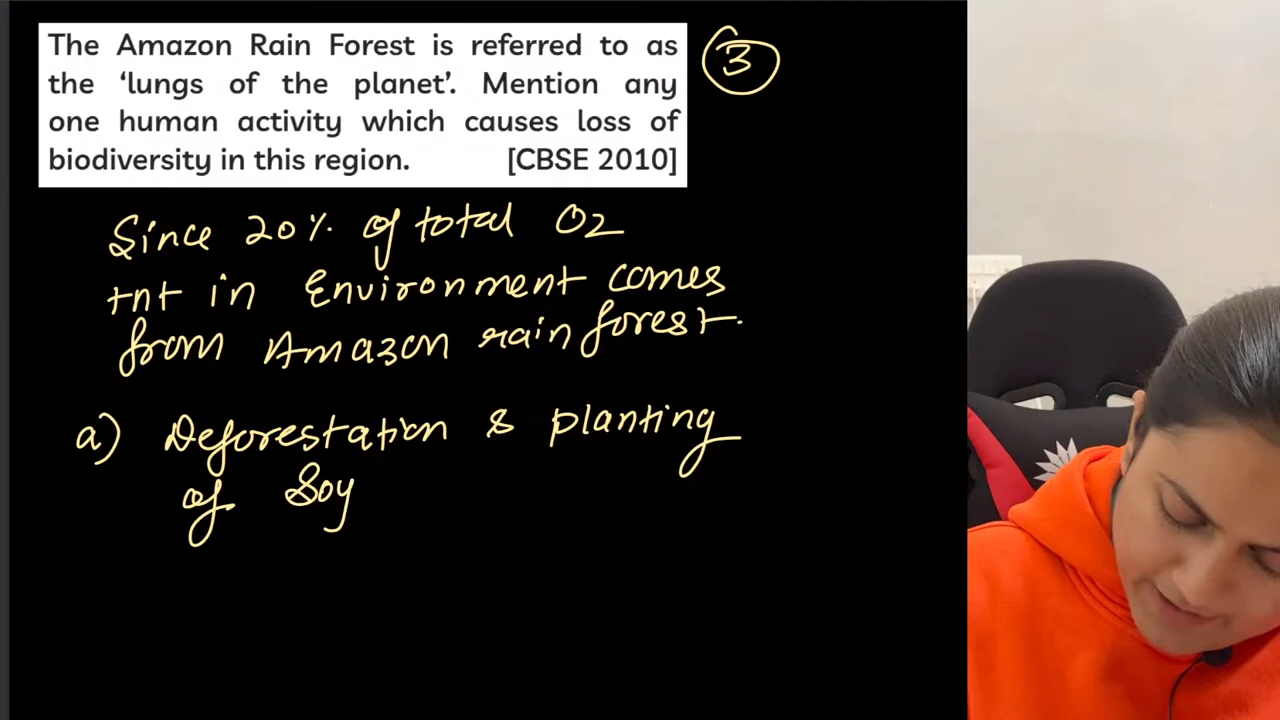 The Amazon Rain Forest is referred to as
the ‘lungs of the planet’. Mention any
one human activity which causes loss of
biodiversity in this region. [CBSE 2010]
3
Since 20% of total O2
tnt in Environment comes
from Amazon rain forest.
a) Deforestation & planting
of Soy